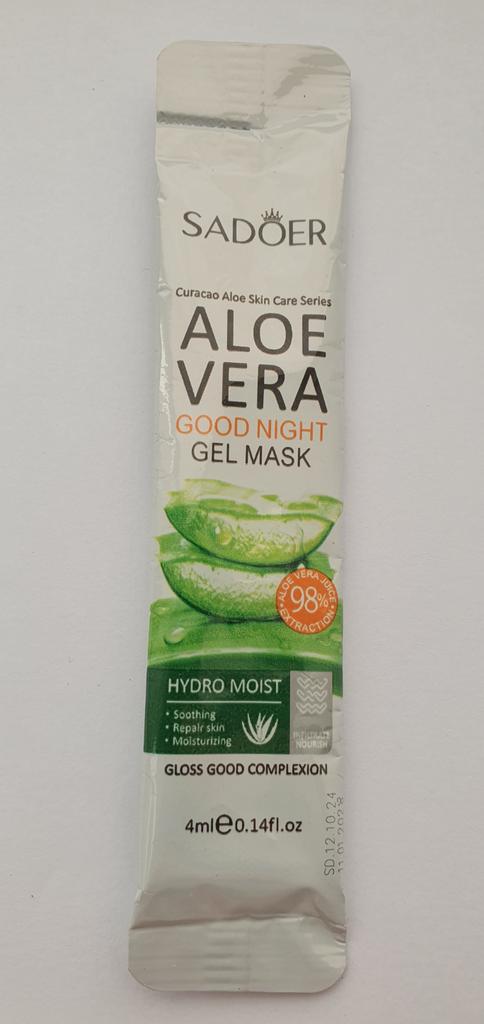 SADOER
Curacao Aloe Skin Care Series
ALOE
VERA
GOOD NIGHT
GEL MASK
ALOE VERA JUICE
98%
EXTRACTION
HYDRO MOIST
• Soothing
• Repair skin
• Moisturizing
NOURISH
GLOSS GOOD COMPLEXION
4ml℮0.14fl.oz
SD.12.10.24